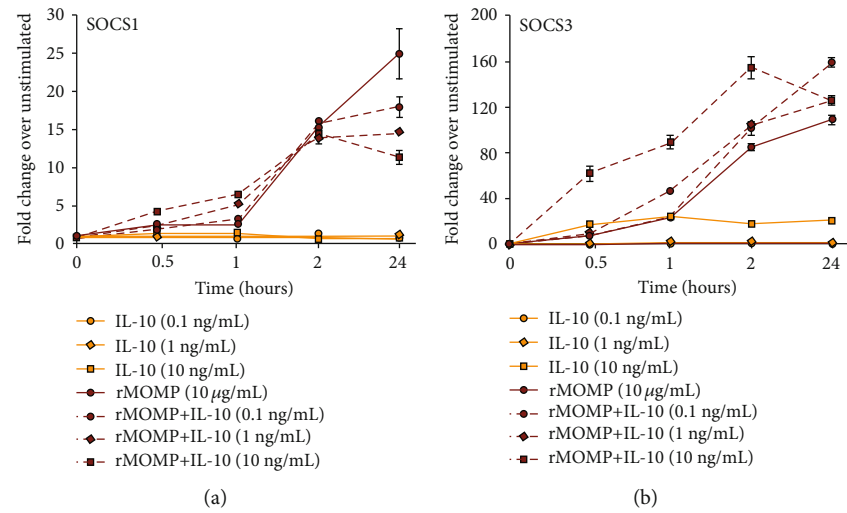 SOCS1
Fold change over unstimulated
30
25
20
15
10
5
0
0 0.5 1 2 24
Time (hours)
IL-10 (0.1 ng/mL)
IL-10 (1 ng/mL)
IL-10 (10 ng/mL)
rMOMP (10 μg/mL)
rMOMP+IL-10 (0.1 ng/mL)
rMOMP+IL-10 (1 ng/mL)
rMOMP+IL-10 (10 ng/mL)
(a)
SOCS3
Fold change over unstimulated
200
160
120
80
40
0
0 0.5 1 2 24
Time (hours)
IL-10 (0.1 ng/mL)
IL-10 (1 ng/mL)
IL-10 (10 ng/mL)
rMOMP (10 μg/mL)
rMOMP+IL-10 (0.1 ng/mL)
rMOMP+IL-10 (1 ng/mL)
rMOMP+IL-10 (10 ng/mL)
(b)